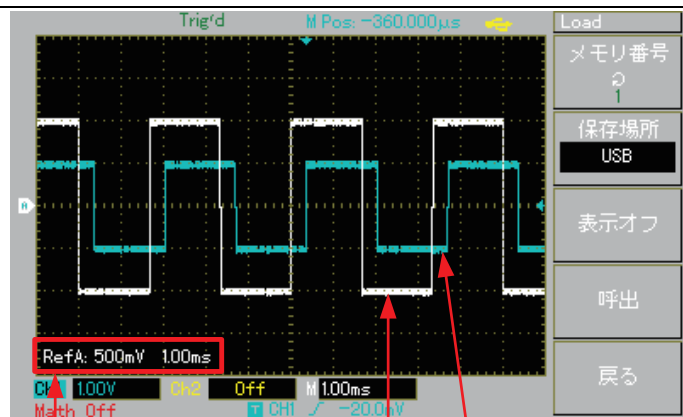 Trig'd M Pos: -360.000μs Load
メモリ番号
1
保存場所
USB
A
表示オフ
呼出
RefA: 500mV 1.00ms
戻る
CH1 1.00V Ch2 Off M 1.00ms
Math Off T CH1 -20.0mV